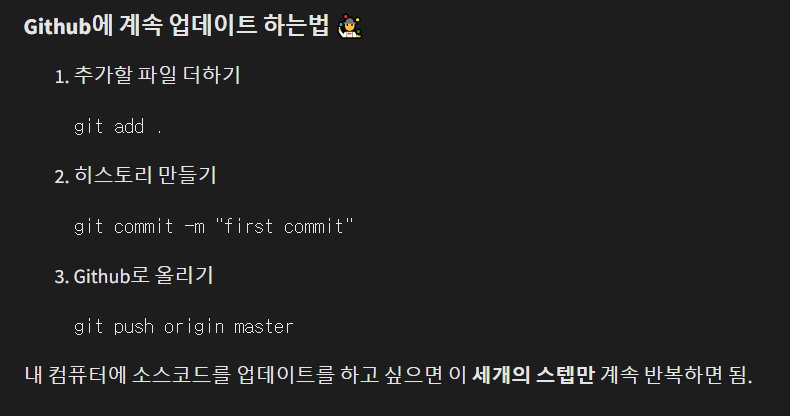 Github에 계속 업데이트 하는법 👩‍🎤
1. 추가할 파일 더하기
git add .
2. 히스토리 만들기
git commit -m "first commit"
3. Github로 올리기
git push origin master
내 컴퓨터에 소스코드를 업데이트를 하고 싶으면 이 세개의 스텝만 계속 반복하면 됨.